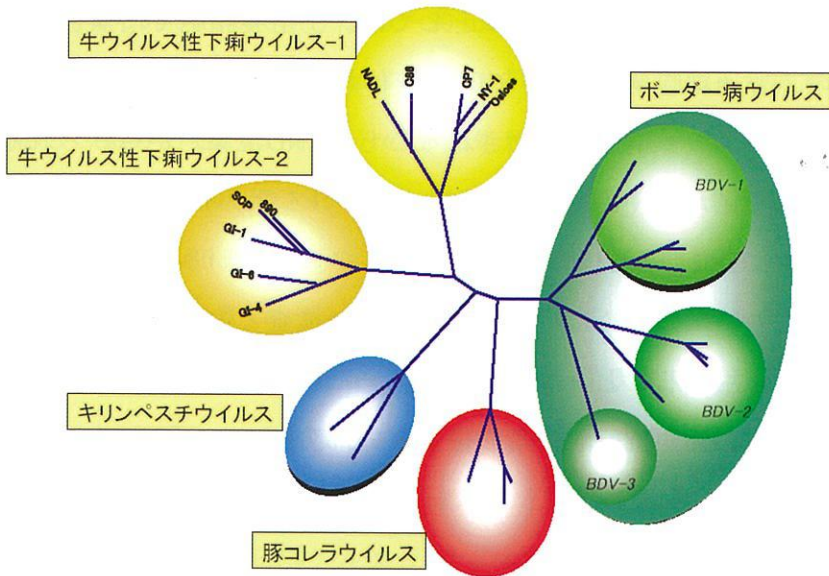 牛ウイルス性下痢ウイルス-1
NADL
C86
CP7
NY-1
Osloss
ボーダー病ウイルス
BDV-1
牛ウイルス性下痢ウイルス-2
SCP
890
GI-1
GI-6
GI-4
BDV-2
キリンペスチウイルス
BDV-3
豚コレラウイルス